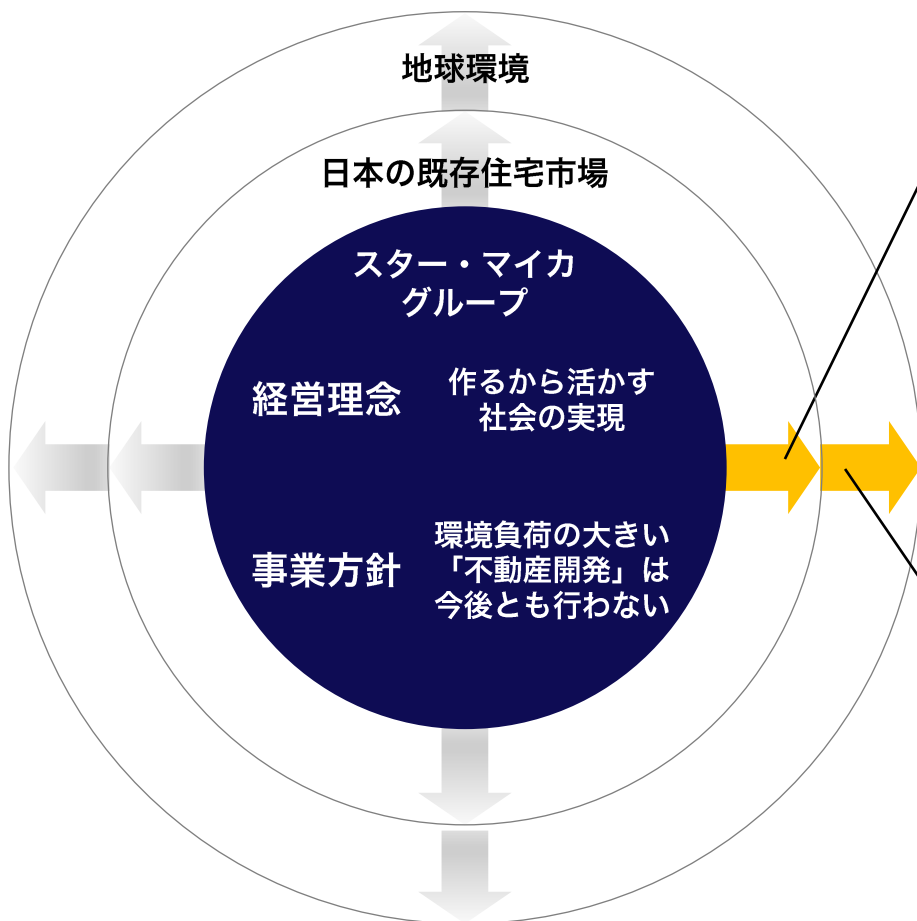 地球環境
日本の既存住宅市場
スター・マイカ
グループ
経営理念
作るから活かす
社会の実現
事業方針
環境負荷の大きい
「不動産開発」は
今後とも行わない